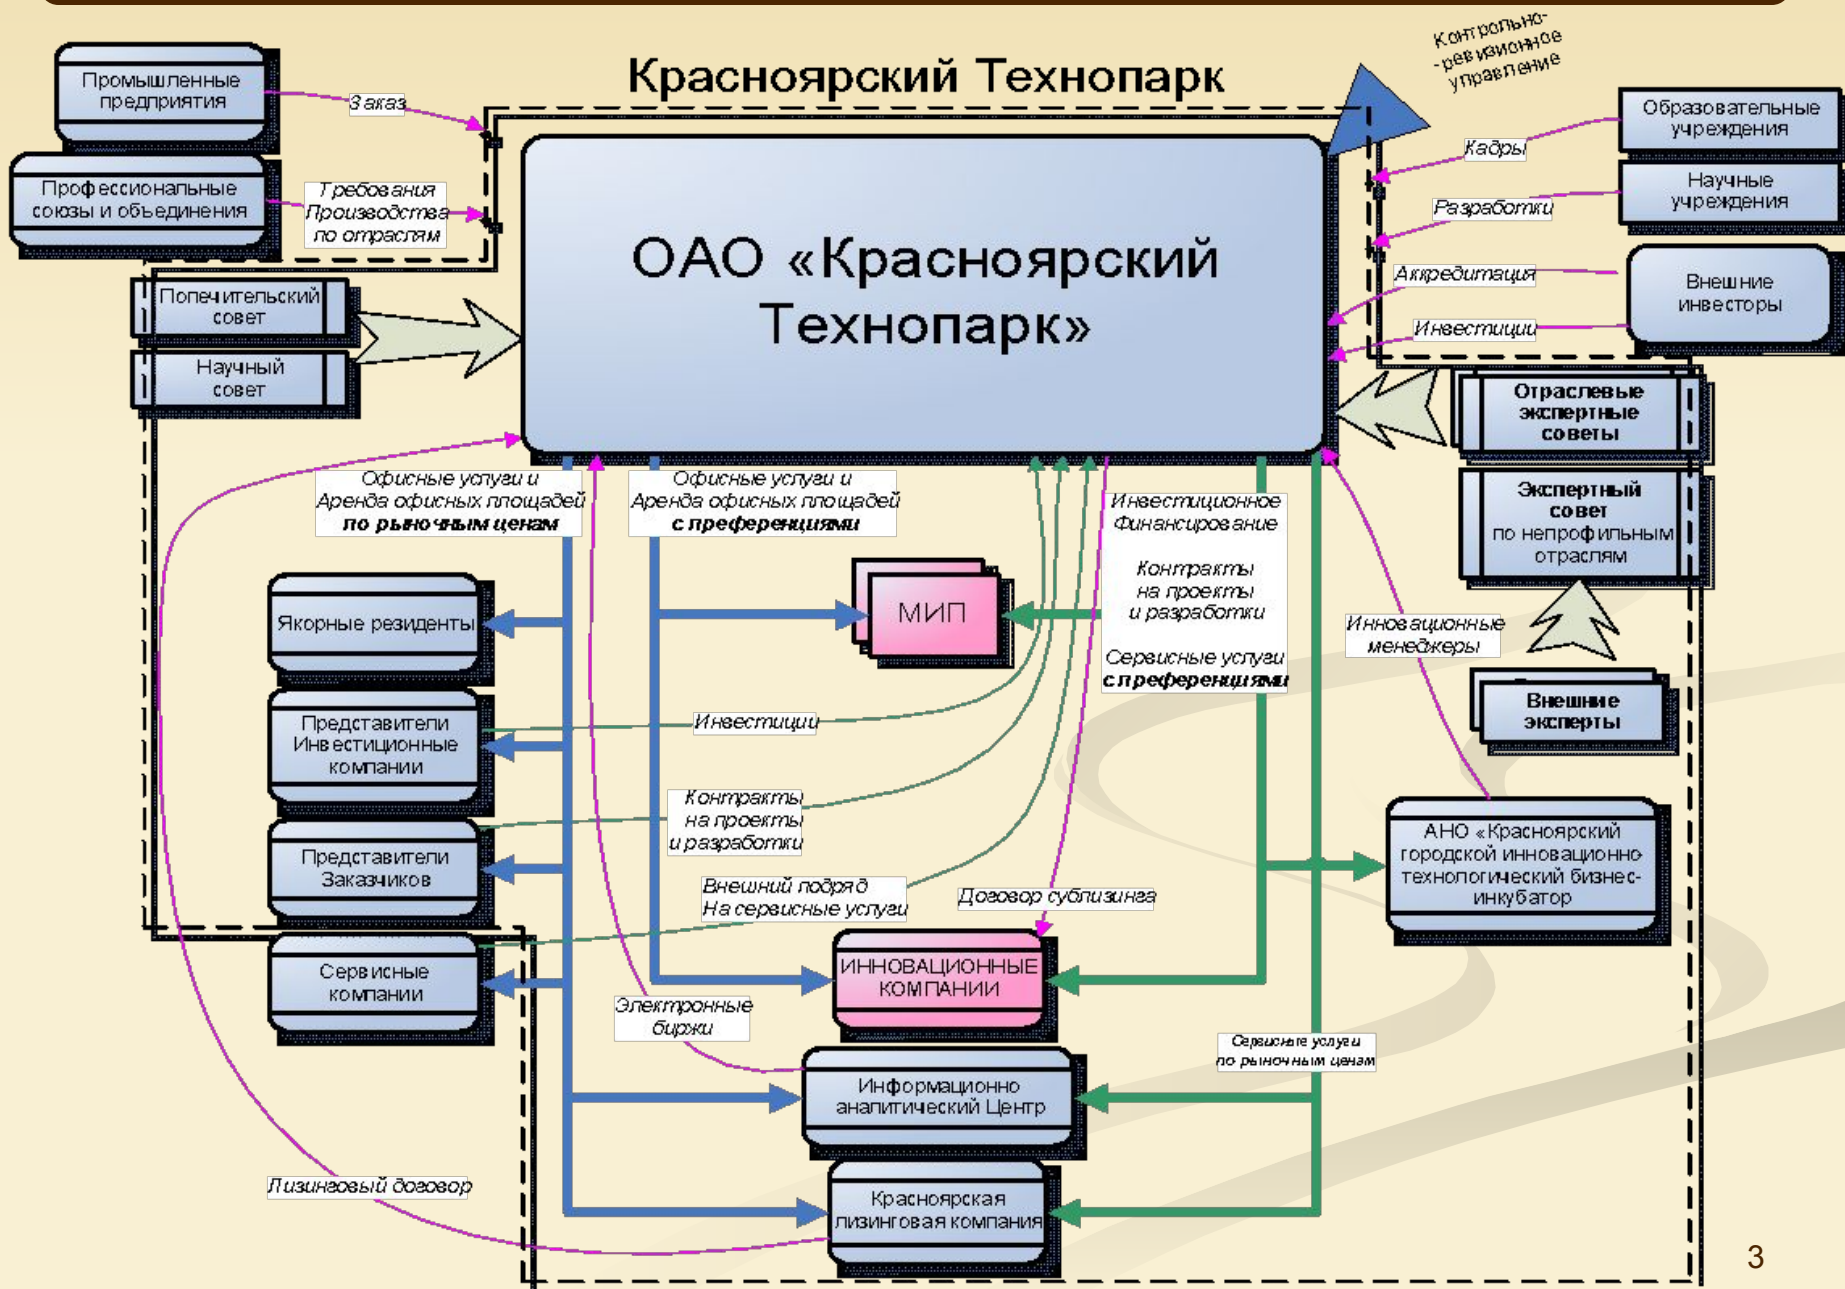 Красноярский Технопарк
Контрольно-
-ревизионное
управление
Промышленные
предприятия
Заказ
Профессиональные
союзы и объединения
Требования
Производства
по отраслям
Образовательные
учреждения
Кадры
Научные
учреждения
Разработки
Аккредитация
Внешние
инвесторы
Инвестиции
ОАО «Красноярский
Технопарк»
Попечительский
совет
Научный
совет
Отраслевые
экспертные
советы
Экспертный
совет
по непрофильным
отраслям
Внешние
эксперты
Офисные услуги и
Аренда офисных площадей
по рыночным ценам
Офисные услуги и
Аренда офисных площадей
с преференциями
Инвестиционное
Финансирование
Контракты
на проекты
и разработки
Сервисные услуги
с преференциями
Инновационные
менеджеры
Якорные резиденты
МИП
Представители
Инвестиционные
компании
Инвестиции
Представители
Заказчиков
Контракты
на проекты
и разработки
Внешний подряд
На сервисные услуги
Договор сублизинга
АНО «Красноярский
городской инновационно
технологический бизнес-
инкубатор
Сервисные
компании
ИННОВАЦИОННЫЕ
КОМПАНИИ
Электронные
биржи
Сервисные услуги
по рыночным ценам
Информационно
аналитический Центр
Лизинговый договор
Красноярская
лизинговая компания
3